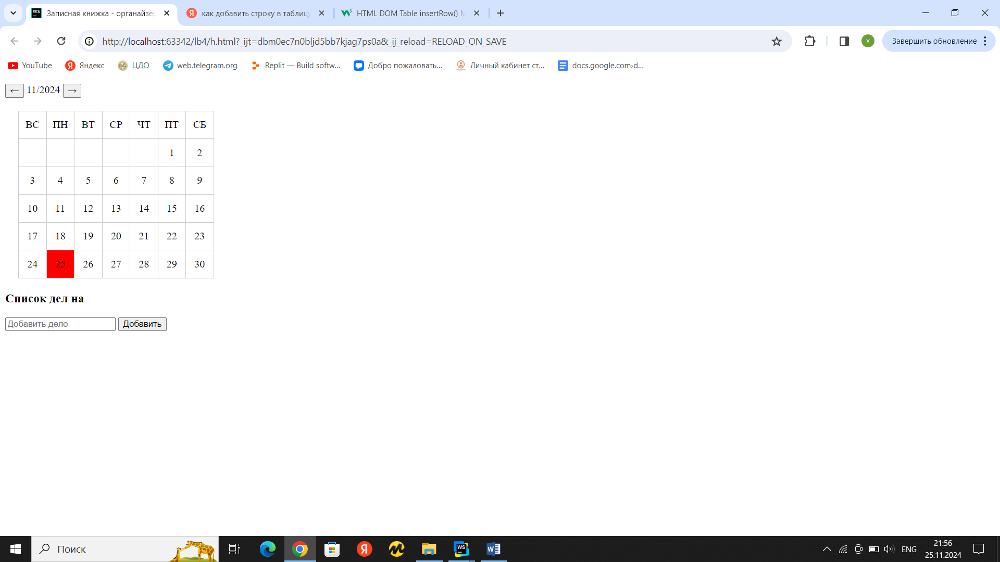 Записная книжка - органайзер
как добавить строку в таблицу
HTML DOM Table insertRow() M
http://localhost:63342/lb4/h.html?_ijt=dbm0ec7n0bljd5bb7kjag7ps0a&_ij_reload=RELOAD_ON_SAVE
V
Завершить обновление
YouTube
Яндекс
ЦДО
web.telegram.org
Replit — Build softw...
Добро пожаловать...
Личный кабинет ст...
docs.google.com›d...
← 11/2024 →
ВС ПН ВТ СР ЧТ ПТ СБ
1 2
3 4 5 6 7 8 9
10 11 12 13 14 15 16
17 18 19 20 21 22 23
24 25 26 27 28 29 30
Список дел на
Добавить дело Добавить
Поиск
ENG
21:56
25.11.2024